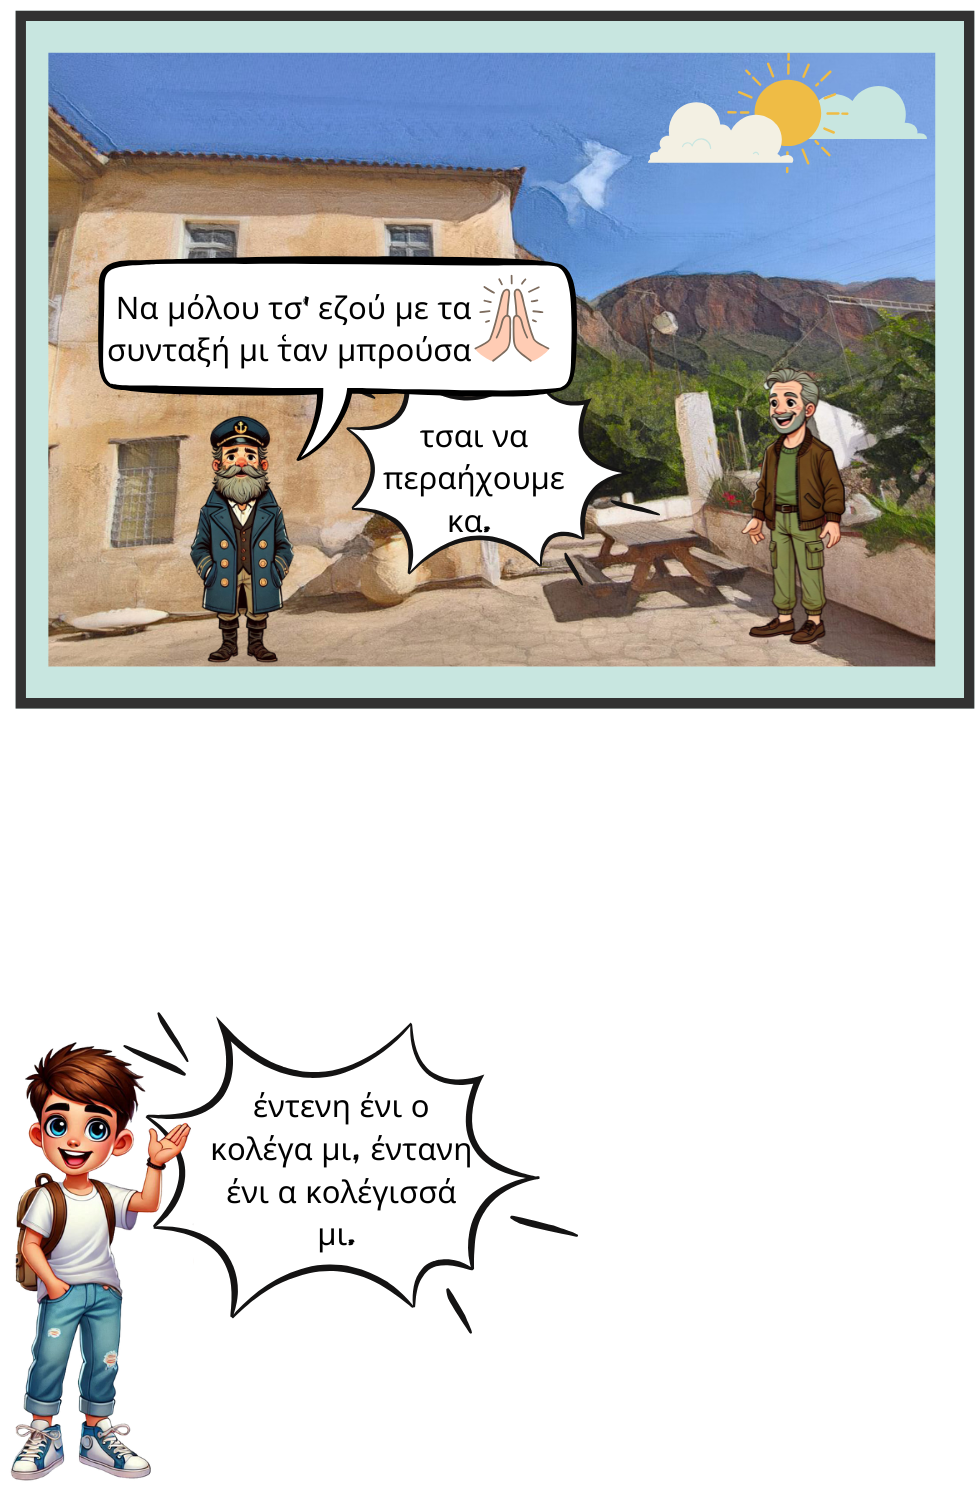 Να μόλου τσ' εζού με τα
συνταξή μι τ̔αν μπρούσα
τσαι να
περαήχουμε
κα.
έντενη ένι ο
κολέγα μι, έντανη
ένι α κολέγισσά
μι.